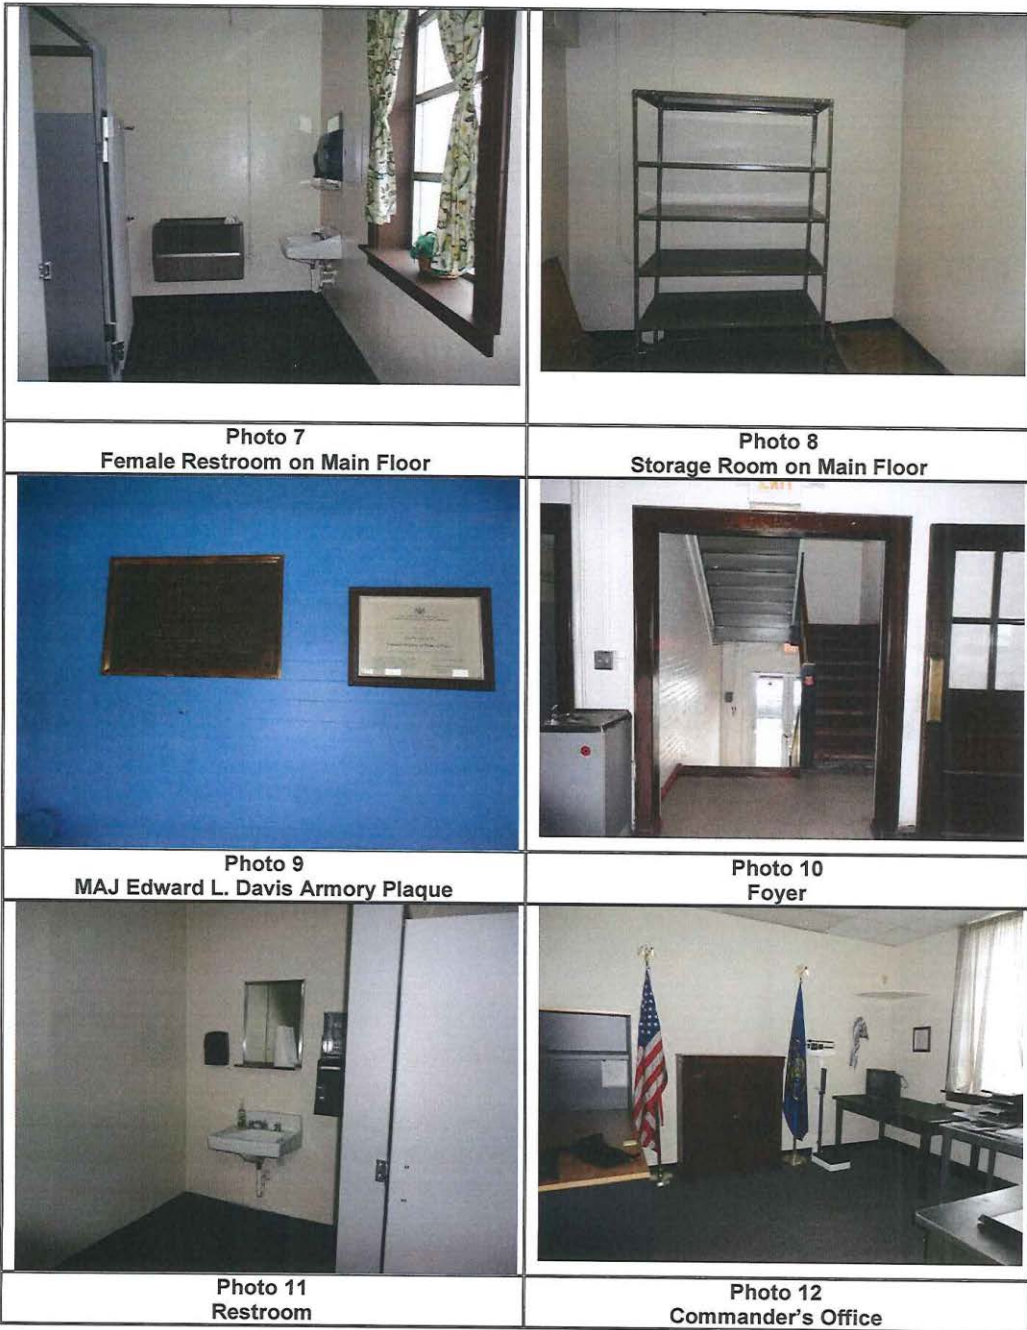 EXIT
Photo 7
Female Restroom on Main Floor
Photo 8
Storage Room on Main Floor
Photo 9
MAJ Edward L. Davis Armory Plaque
Photo 10
Foyer
Photo 11
Restroom
Photo 12
Commander's Office